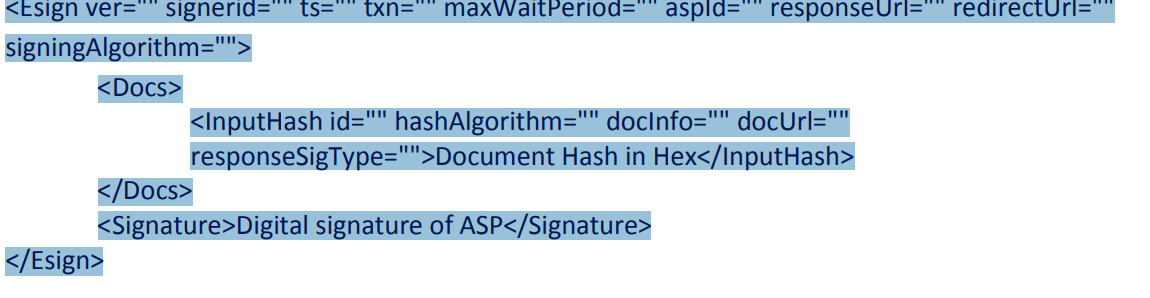 <Esign ver="" signerid="" ts="" txn="" maxWaitPeriod="" aspId="" responseUrl="" redirectUrl=""
signingAlgorithm="">
<Docs>
<InputHash id="" hashAlgorithm="" docInfo="" docUrl=""
responseSigType="">Document Hash in Hex</InputHash>
</Docs>
<Signature>Digital signature of ASP</Signature>
</Esign>